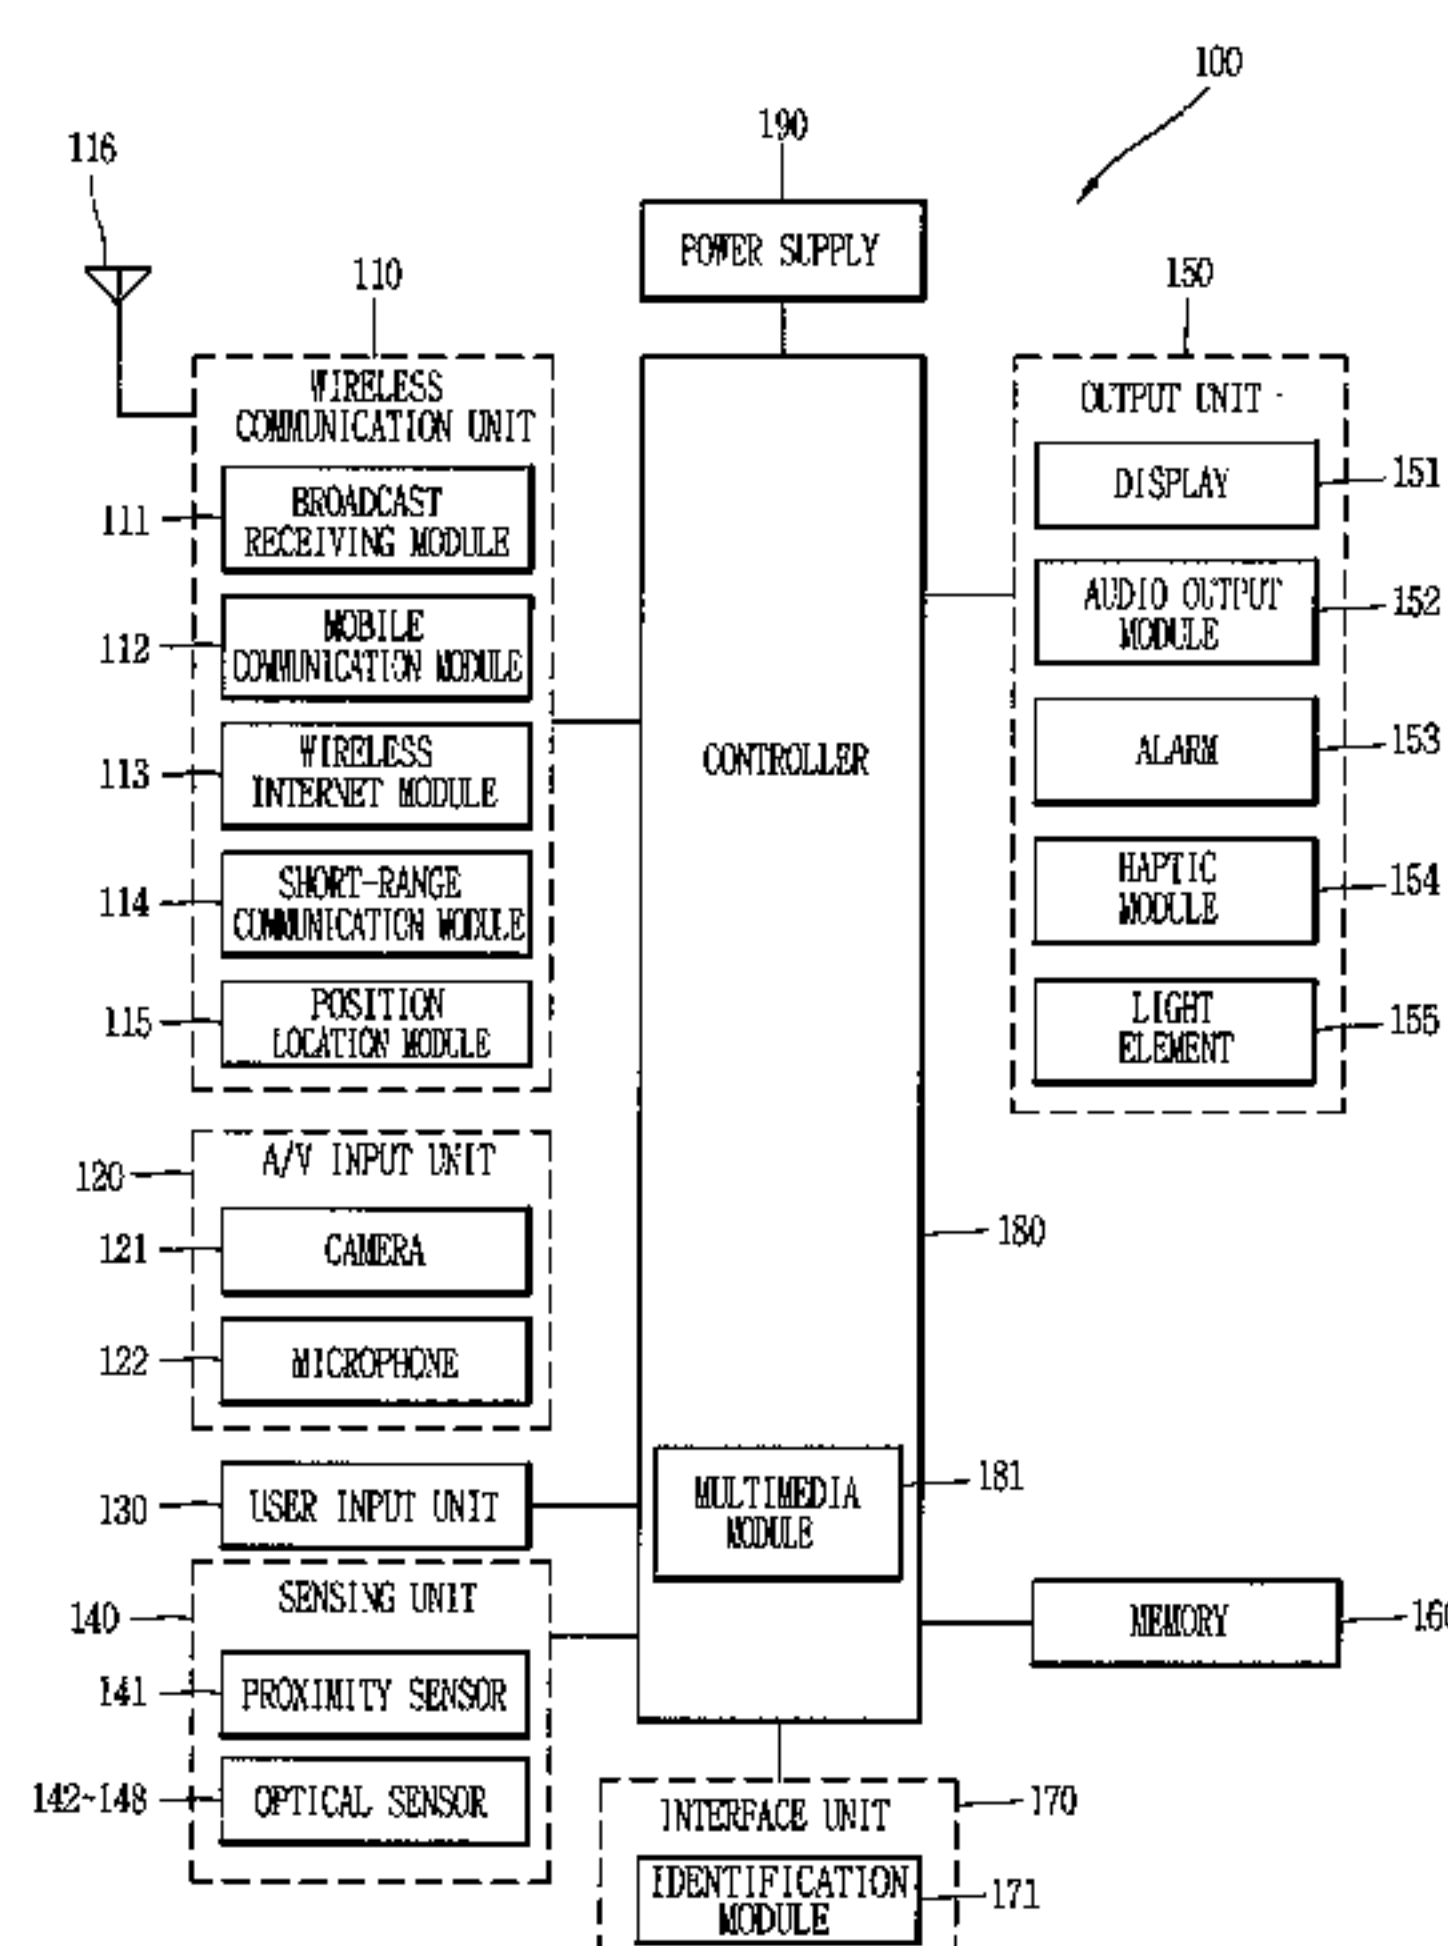 100
190
116
POWER SUPPLY
110
150
WIRELESS
COMMUNICATION UNIT
OUTPUT UNIT
111
BROADCAST
RECEIVING MODULE
DISPLAY
151
112
MOBILE
COMMUNICATION MODULE
AUDIO OUTPUT
MODULE
152
113
WIRELESS
INTERNET MODULE
CONTROLLER
ALARM
153
114
SHORT-RANGE
COMMUNICATION MODULE
HAPTIC
MODULE
154
115
POSITION
LOCATION MODULE
LIGHT
ELEMENT
155
120
A/V INPUT UNIT
121
CAMERA
180
122
MICROPHONE
130
USER INPUT UNIT
MULTIMEDIA
MODULE
181
140
SENSING UNIT
MEMORY
160
141
PROXIMITY SENSOR
142~148
OPTICAL SENSOR
INTERFACE UNIT
170
IDENTIFICATION
MODULE
171